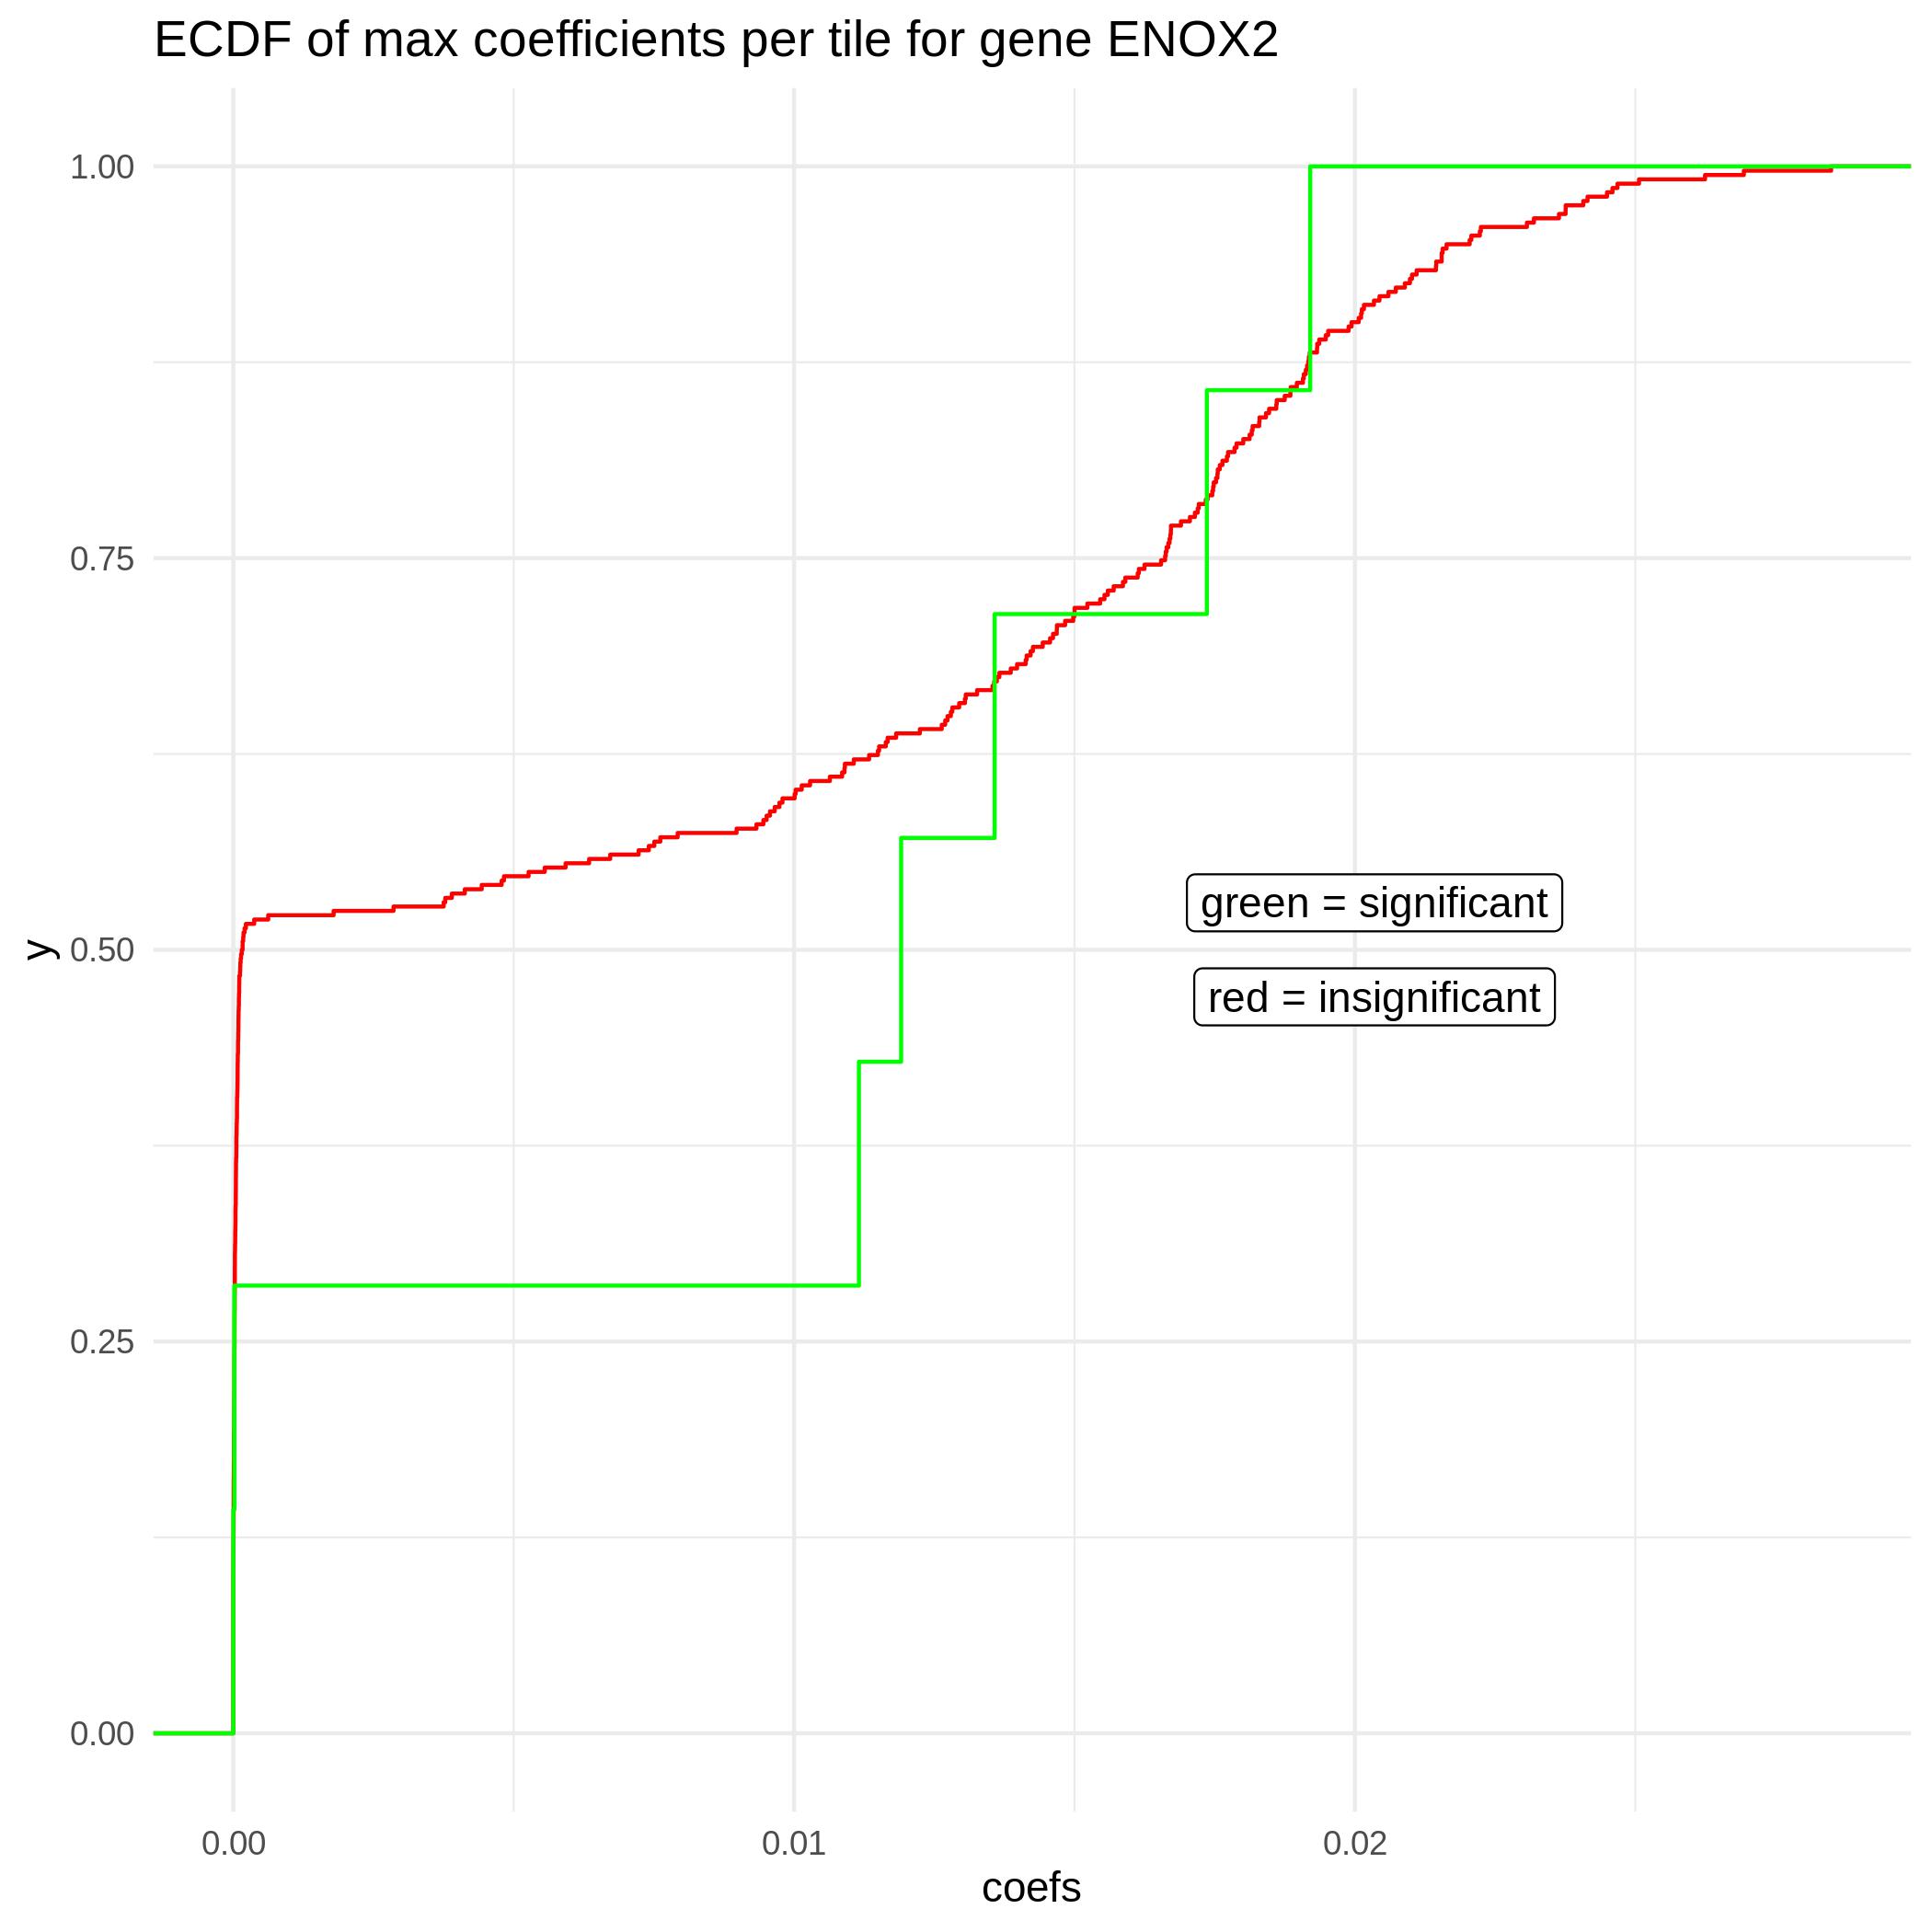 ECDF of max coefficients per tile for gene ENOX2
1.00
0.75
0.50
0.25
0.00
y
green = significant
red = insignificant
0.00 0.01 0.02
coefs